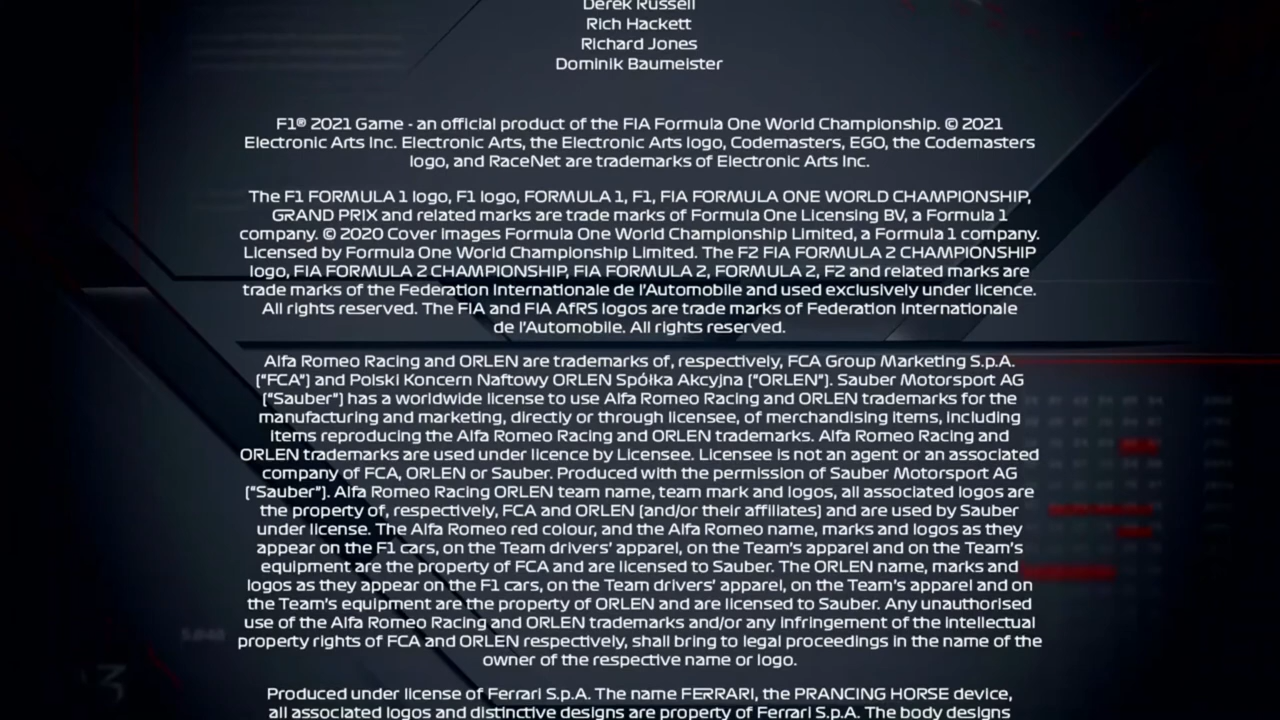 Derek Russell
Rich Hackett
Richard Jones
Dominik Baumeister
F1® 2021 Game - an official product of the FIA Formula One World Championship. © 2021
Electronic Arts Inc. Electronic Arts, the Electronic Arts logo, Codemasters, EGO, the Codemasters
logo, and RaceNet are trademarks of Electronic Arts Inc.
The F1 FORMULA 1 logo, F1 logo, FORMULA 1, F1, FIA FORMULA ONE WORLD CHAMPIONSHIP,
GRAND PRIX and related marks are trade marks of Formula One Licensing BV, a Formula 1
company. © 2020 Cover images Formula One World Championship Limited, a Formula 1 company.
Licensed by Formula One World Championship Limited. The F2 FIA FORMULA 2 CHAMPIONSHIP
logo, FIA FORMULA 2 CHAMPIONSHIP, FIA FORMULA 2, FORMULA 2, F2 and related marks are
trade marks of the Federation Internationale de l'Automobile and used exclusively under licence.
All rights reserved. The FIA and FIA AfRS logos are trade marks of Federation Internationale
de l'Automobile. All rights reserved.
Alfa Romeo Racing and ORLEN are trademarks of, respectively, FCA Group Marketing S.p.A.
("FCA") and Polski Koncern Naftowy ORLEN Spółka Akcyjna ("ORLEN"). Sauber Motorsport AG
("Sauber") has a worldwide license to use Alfa Romeo Racing and ORLEN trademarks for the
manufacturing and marketing, directly or through licensee, of merchandising items, including
items reproducing the Alfa Romeo Racing and ORLEN trademarks. Alfa Romeo Racing and
ORLEN trademarks are used under licence by Licensee. Licensee is not an agent or an associated
company of FCA, ORLEN or Sauber. Produced with the permission of Sauber Motorsport AG
("Sauber"). Alfa Romeo Racing ORLEN team name, team mark and logos, all associated logos are
the property of, respectively, FCA and ORLEN (and/or their affiliates) and are used by Sauber
under license. The Alfa Romeo red colour, and the Alfa Romeo name, marks and logos as they
appear on the F1 cars, on the Team drivers' apparel, on the Team's apparel and on the Team's
equipment are the property of FCA and are licensed to Sauber. The ORLEN name, marks and
logos as they appear on the F1 cars, on the Team drivers' apparel, on the Team's apparel and on
the Team's equipment are the property of ORLEN and are licensed to Sauber. Any unauthorised
use of the Alfa Romeo Racing and ORLEN trademarks and/or any infringement of the intellectual
property rights of FCA and ORLEN respectively, shall bring to legal proceedings in the name of the
owner of the respective name or logo.
Produced under license of Ferrari S.p.A. The name FERRARI, the PRANCING HORSE device,
all associated logos and distinctive designs are property of Ferrari S.p.A. The body designs